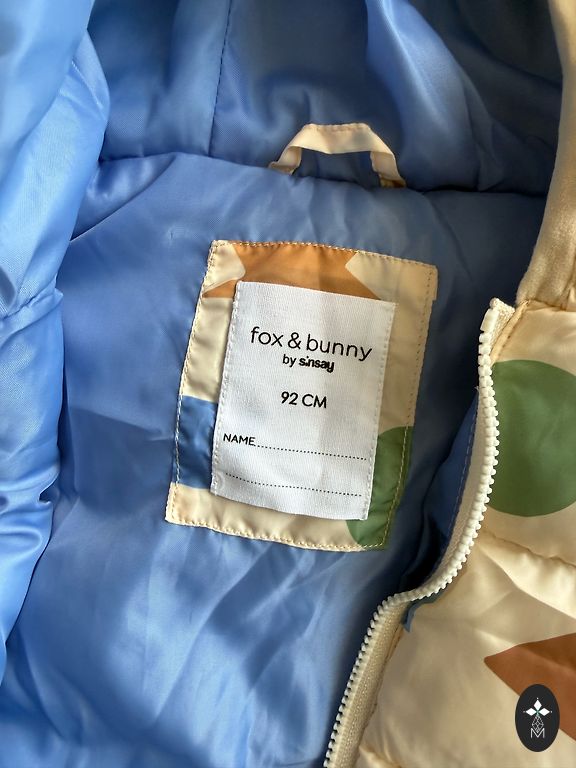 fox & bunny
by sinsay
92 CM
NAME
M